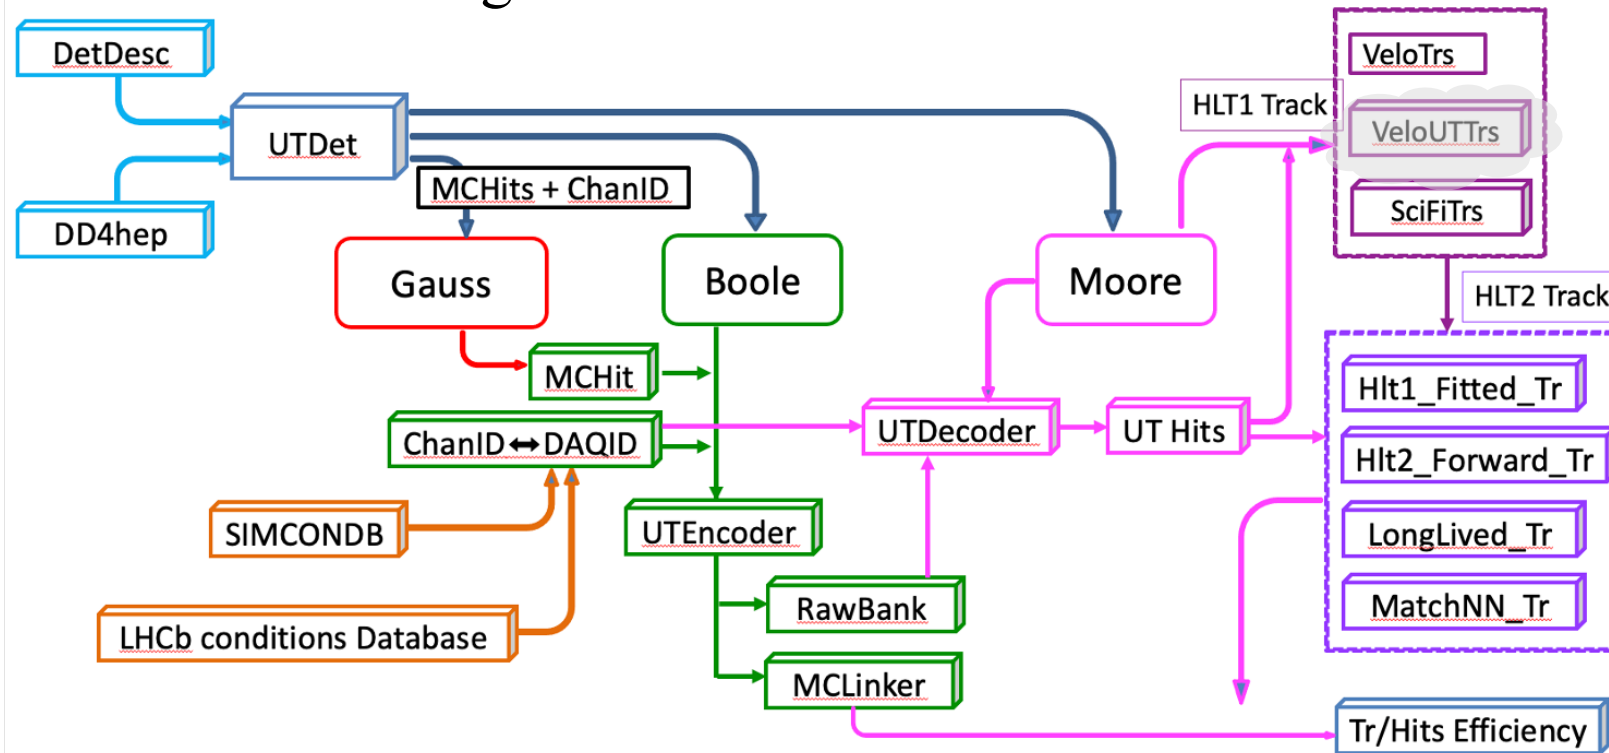 DetDesc
UTDet
DD4hep
MCHits + ChanID
HLT1 Track
VeloTrs
VeloUTTrs
SciFiTrs
Gauss
Boole
Moore
HLT2 Track
MCHit
ChanID↔DAQID
UTDecoder
UT Hits
Hlt1_Fitted_Tr
Hlt2_Forward_Tr
LongLived_Tr
MatchNN_Tr
SIMCONDB
UTEncoder
LHCb conditions Database
RawBank
MCLinker
Tr/Hits Efficiency